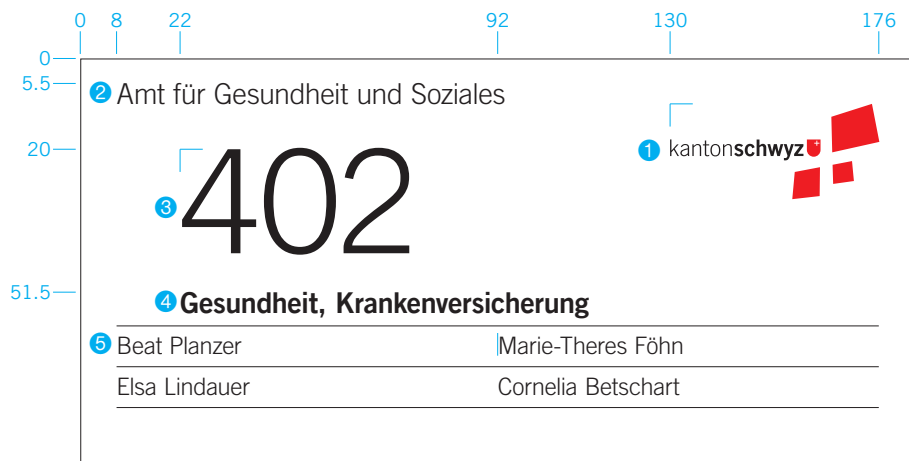 0 8 22 92 130 176
0
5.5
2 Amt für Gesundheit und Soziales
20
1 kantonschwyz
3 402
51.5
4 Gesundheit, Krankenversicherung
5 Beat Planzer Marie-Theres Föhn
Elsa Lindauer Cornelia Betschart